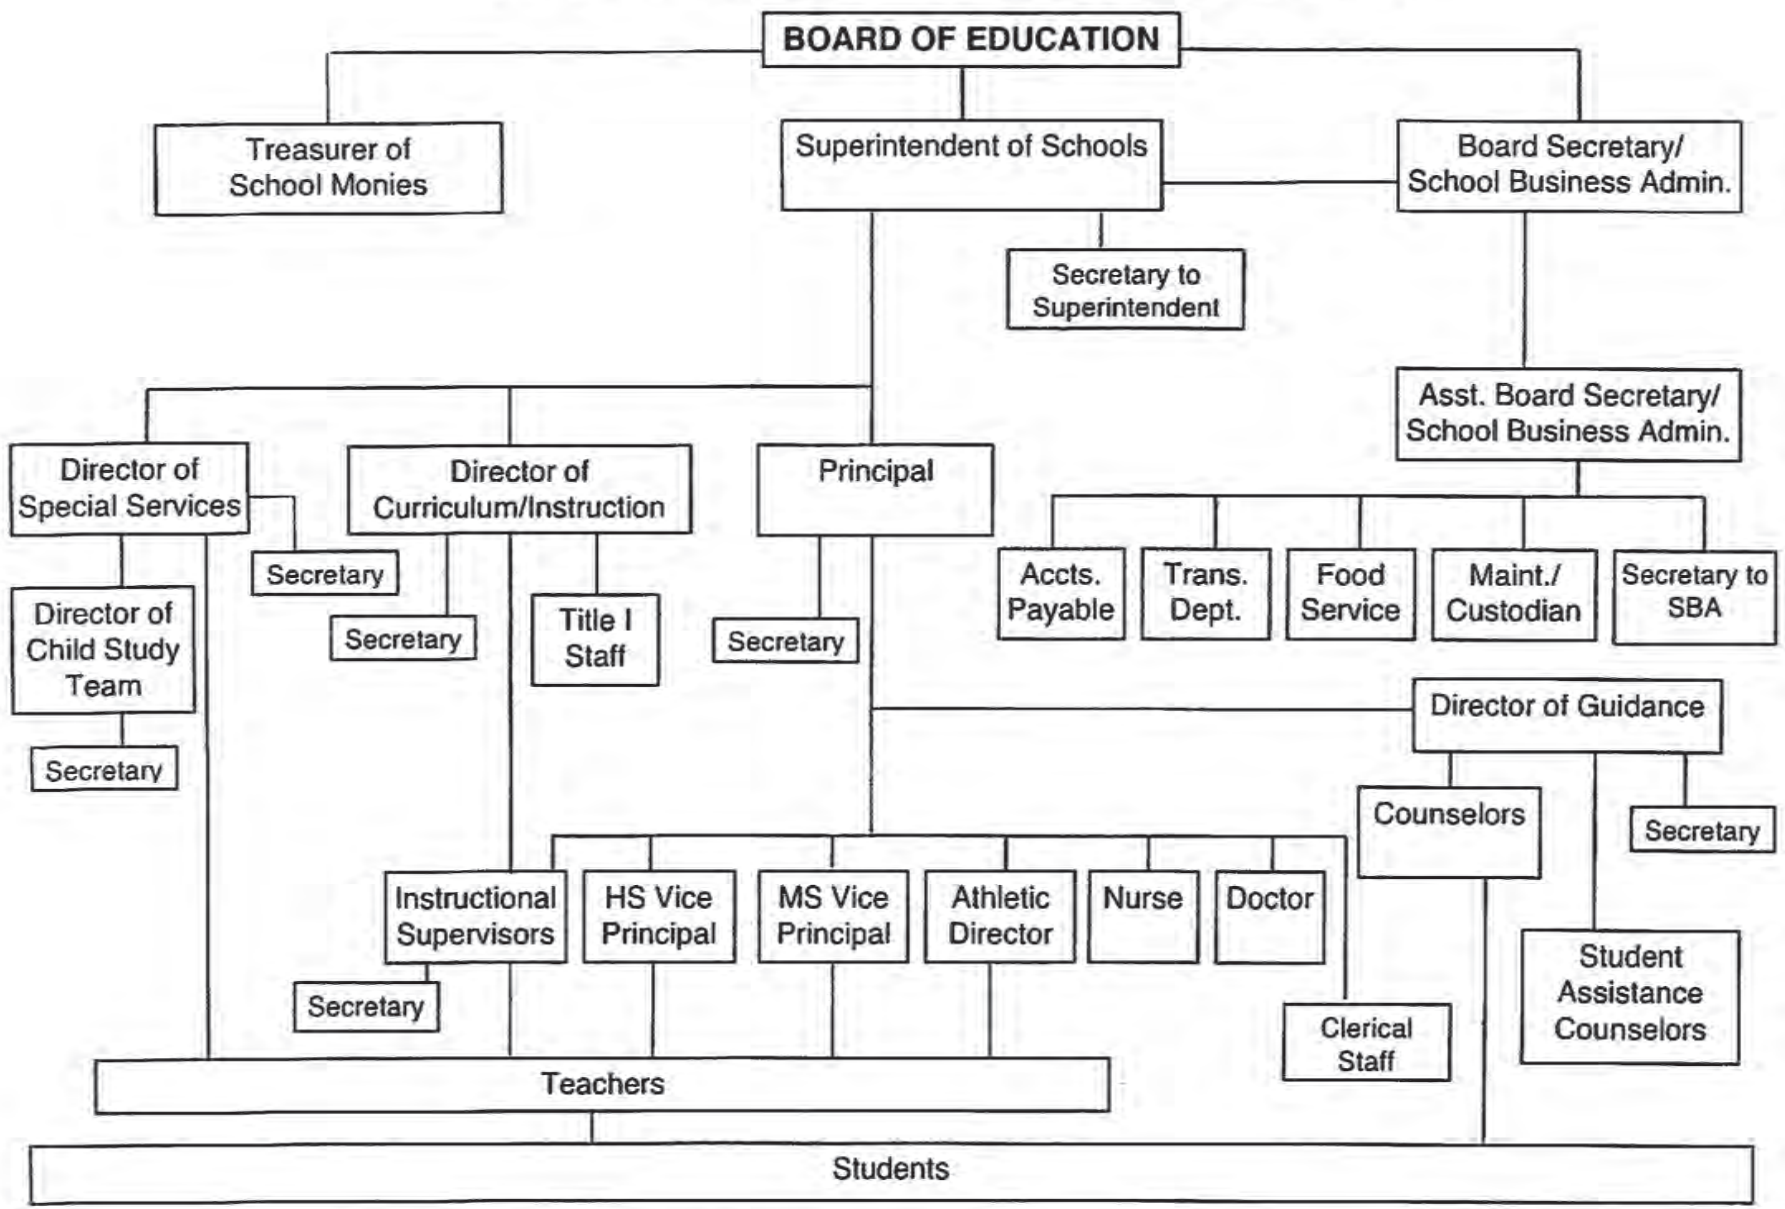 BOARD OF EDUCATION
Treasurer of
School Monies
Superintendent of Schools
Board Secretary/
School Business Admin.
Secretary to
Superintendent
Asst. Board Secretary/
School Business Admin.
Director of
Special Services
Director of
Curriculum/Instruction
Principal
Secretary
Secretary
Title I
Staff
Secretary
Accts.
Payable
Trans.
Dept.
Food
Service
Maint./
Custodian
Secretary to
SBA
Director of
Child Study
Team
Secretary
Director of Guidance
Counselors
Secretary
Instructional
Supervisors
HS Vice
Principal
MS Vice
Principal
Athletic
Director
Nurse
Doctor
Secretary
Clerical
Staff
Student
Assistance
Counselors
Teachers
Students